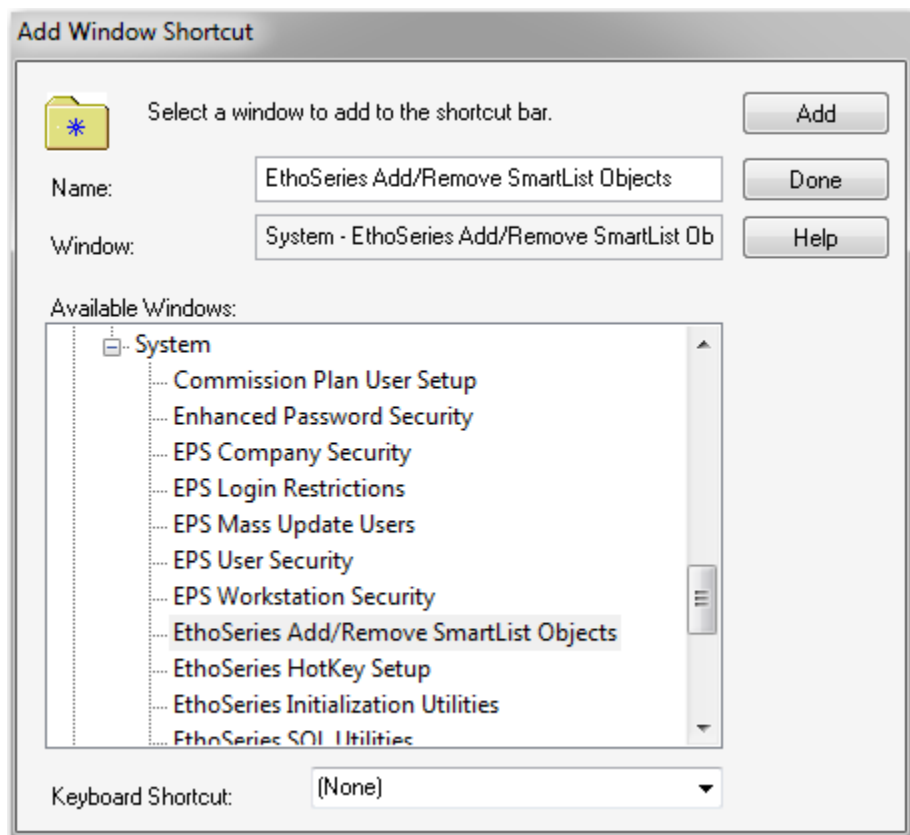 Add Window Shortcut
Select a window to add to the shortcut bar.
Add
Name:
EthoSeries Add/Remove SmartList Objects
Done
Window:
System - EthoSeries Add/Remove SmartList Ob
Help
Available Windows:
System
Commission Plan User Setup
Enhanced Password Security
EPS Company Security
EPS Login Restrictions
EPS Mass Update Users
EPS User Security
EPS Workstation Security
EthoSeries Add/Remove SmartList Objects
EthoSeries HotKey Setup
EthoSeries Initialization Utilities
EthoSeries SQL Utilities
Keyboard Shortcut:
(None)